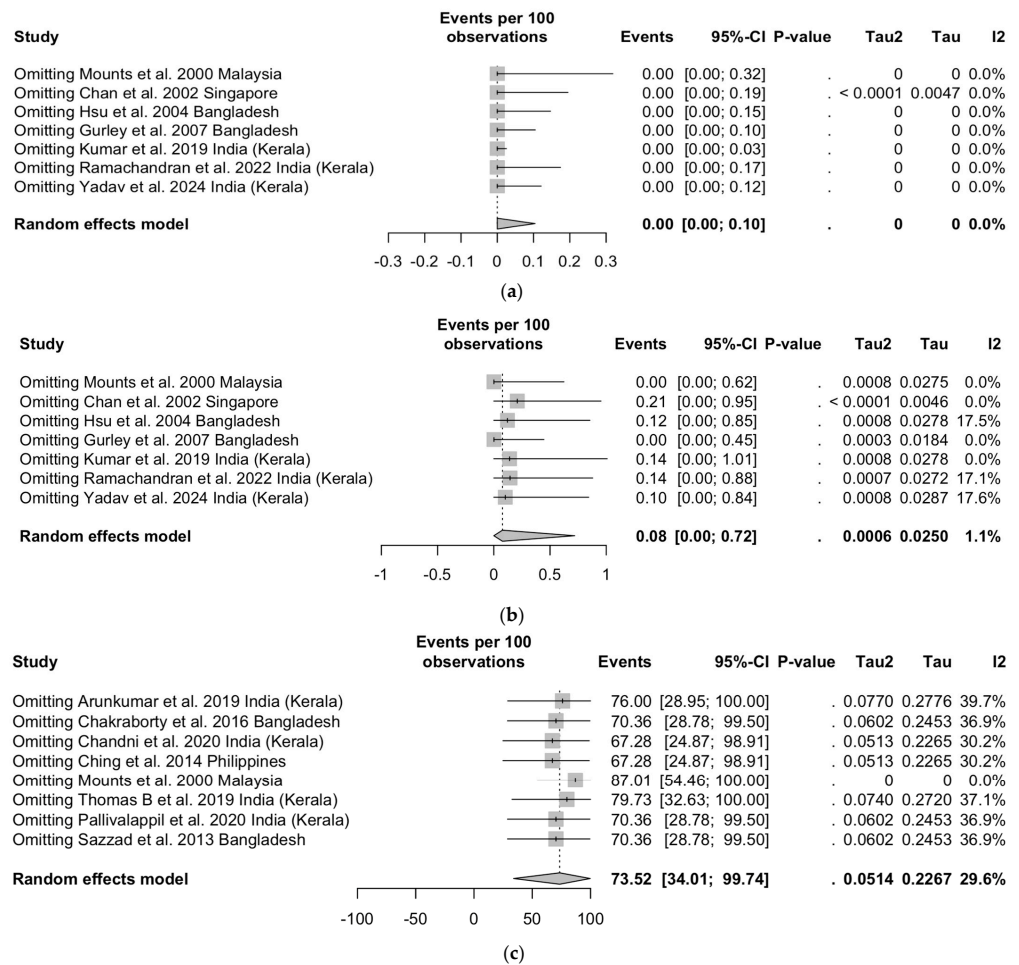 Events per 100
Study observations Events 95%-CI P-value Tau2 Tau I2
Omitting Mounts et al. 2000 Malaysia 0.00 [0.00; 0.32] . 0 0 0.0%
Omitting Chan et al. 2002 Singapore 0.00 [0.00; 0.19] . < 0.0001 0.0047 0.0%
Omitting Hsu et al. 2004 Bangladesh 0.00 [0.00; 0.15] . 0 0 0.0%
Omitting Gurley et al. 2007 Bangladesh 0.00 [0.00; 0.10] . 0 0 0.0%
Omitting Kumar et al. 2019 India (Kerala) 0.00 [0.00; 0.03] . 0 0 0.0%
Omitting Ramachandran et al. 2022 India (Kerala) 0.00 [0.00; 0.17] . 0 0 0.0%
Omitting Yadav et al. 2024 India (Kerala) 0.00 [0.00; 0.12] . 0 0 0.0%
Random effects model 0.00 [0.00; 0.10] . 0 0 0.0%
-0.3 -0.2 -0.1 0 0.1 0.2 0.3
(a)
Events per 100
Study observations Events 95%-CI P-value Tau2 Tau I2
Omitting Mounts et al. 2000 Malaysia 0.00 [0.00; 0.62] . 0.0008 0.0275 0.0%
Omitting Chan et al. 2002 Singapore 0.21 [0.00; 0.95] . < 0.0001 0.0046 0.0%
Omitting Hsu et al. 2004 Bangladesh 0.12 [0.00; 0.85] . 0.0008 0.0278 17.5%
Omitting Gurley et al. 2007 Bangladesh 0.00 [0.00; 0.45] . 0.0003 0.0184 0.0%
Omitting Kumar et al. 2019 India (Kerala) 0.14 [0.00; 1.01] . 0.0008 0.0278 0.0%
Omitting Ramachandran et al. 2022 India (Kerala) 0.14 [0.00; 0.88] . 0.0007 0.0272 17.1%
Omitting Yadav et al. 2024 India (Kerala) 0.10 [0.00; 0.84] . 0.0008 0.0287 17.6%
Random effects model 0.08 [0.00; 0.72] . 0.0006 0.0250 1.1%
-1 -0.5 0 0.5 1
(b)
Events per 100
Study observations Events 95%-CI P-value Tau2 Tau I2
Omitting Arunkumar et al. 2019 India (Kerala) 76.00 [28.95; 100.00] . 0.0770 0.2776 39.7%
Omitting Chakraborty et al. 2016 Bangladesh 70.36 [28.78; 99.50] . 0.0602 0.2453 36.9%
Omitting Chandni et al. 2020 India (Kerala) 67.28 [24.87; 98.91] . 0.0513 0.2265 30.2%
Omitting Ching et al. 2014 Philippines 67.28 [24.87; 98.91] . 0.0513 0.2265 30.2%
Omitting Mounts et al. 2000 Malaysia 87.01 [54.46; 100.00] . 0 0 0.0%
Omitting Thomas B et al. 2019 India (Kerala) 79.73 [32.63; 100.00] . 0.0740 0.2720 37.1%
Omitting Pallivalappil et al. 2020 India (Kerala) 70.36 [28.78; 99.50] . 0.0602 0.2453 36.9%
Omitting Sazzad et al. 2013 Bangladesh 70.36 [28.78; 99.50] . 0.0602 0.2453 36.9%
Random effects model 73.52 [34.01; 99.74] . 0.0514 0.2267 29.6%
-100 -50 0 50 100
(c)